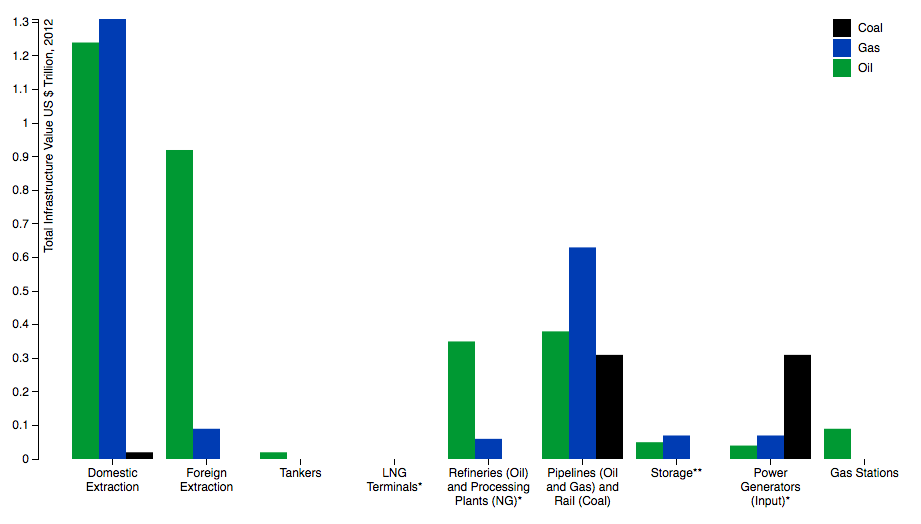 1.3
1.2
1.1
1
0.9
0.8
0.7
0.6
0.5
0.4
0.3
0.2
0.1
0
Total Infrastructure Value US $ Trillion, 2012
Coal
Gas
Oil
Domestic
Extraction
Foreign
Extraction
Tankers
LNG
Terminals*
Refineries (Oil)
and Processing
Plants (NG)*
Pipelines (Oil
and Gas) and
Rail (Coal)
Storage**
Power
Generators
(Input)*
Gas Stations